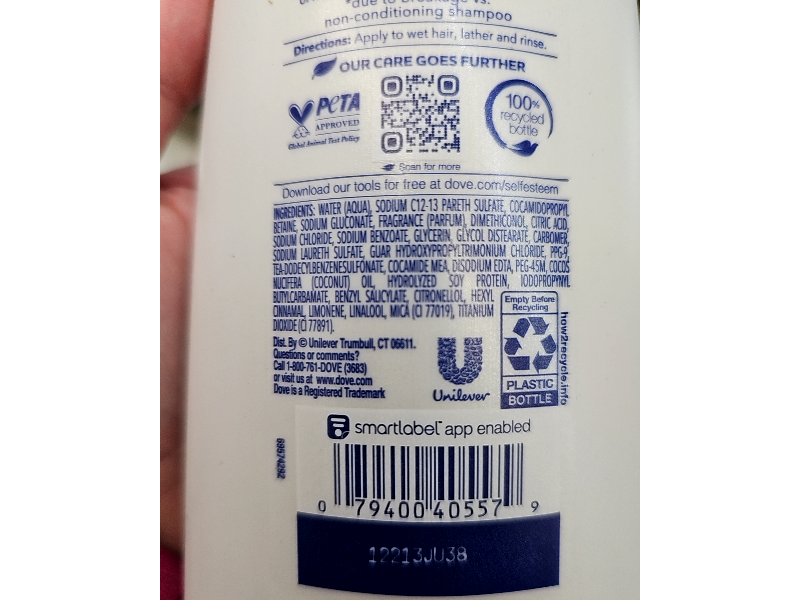 *due to breakage vs.
non-conditioning shampoo
Directions: Apply to wet hair, lather and rinse.
OUR CARE GOES FURTHER
PETA
APPROVED
Global Animal Test Policy
100%
recycled
bottle
Scan for more
Download our tools for free at dove.com/selfesteem
INGREDIENTS: WATER (AQUA), SODIUM C12-13 PARETH SULFATE, COCAMIDOPROPYL
BETAINE, SODIUM GLUCONATE, FRAGRANCE (PARFUM), DIMETHICONOL, CITRIC ACID,
SODIUM CHLORIDE, SODIUM BENZOATE, GLYCERIN, GLYCOL DISTEARATE, CARBOMER,
SODIUM LAURETH SULFATE, GUAR HYDROXYPROPYLTRIMONIUM CHLORIDE, PPG-9,
TEA-DODECYLBENZENESULFONATE, COCAMIDE MEA, DISODIUM EDTA, PEG-45M, COCOS
NUCIFERA (COCONUT) OIL, HYDROLYZED SOY PROTEIN, IODOPROPYNYL
BUTYLCARBAMATE, BENZYL SALICYLATE, CITRONELLOL, HEXYL
CINNAMAL, LIMONENE, LINALOOL, MICA (CI 77019), TITANIUM
DIOXIDE (CI 77891).
Empty Before
Recycling
PLASTIC
BOTTLE
how2recycle.info
Dist. By © Unilever Trumbull, CT 06611.
Questions or comments?
Call 1-800-761-DOVE (3683)
or visit us at www.dove.com
Dove is a Registered Trademark
Unilever
smartlabel™ app enabled
68574292
0 79400 40557 9
12213JU38